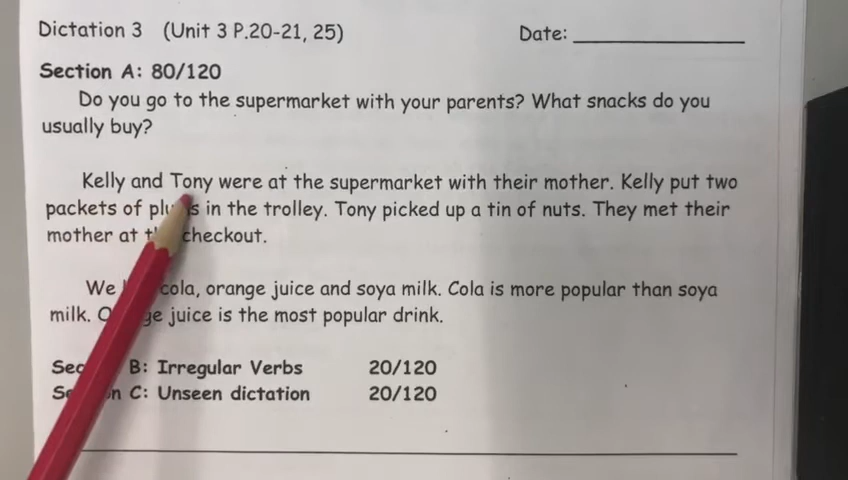 Dictation 3 (Unit 3 P.20-21, 25) Date:
Section A: 80/120
Do you go to the supermarket with your parents? What snacks do you
usually buy?
Kelly and Tony were at the supermarket with their mother. Kelly put two
packets of in the trolley. Tony picked up a tin of nuts. They met their
mother at checkout.
We cola, orange juice and soya milk. Cola is more popular than soya
milk. juice is the most popular drink.
B: Irregular Verbs 20/120
C: Unseen dictation 20/120